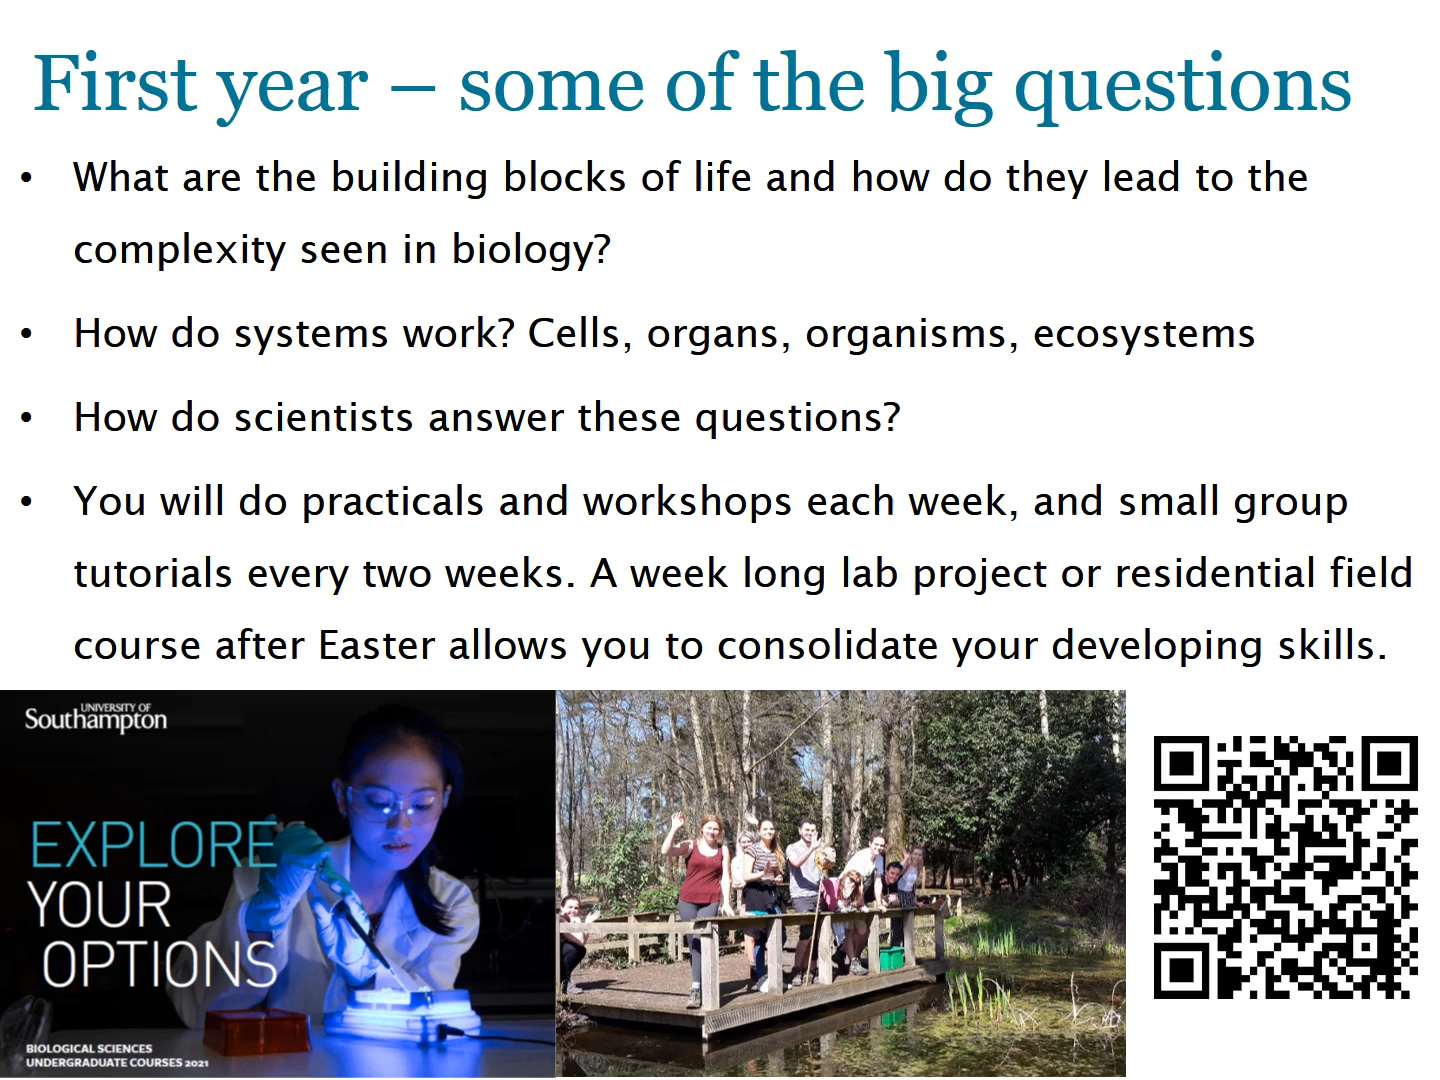 First year – some of the big questions
• What are the building blocks of life and how do they lead to the
complexity seen in biology?
• How do systems work? Cells, organs, organisms, ecosystems
• How do scientists answer these questions?
• You will do practicals and workshops each week, and small group
tutorials every two weeks. A week long lab project or residential field
course after Easter allows you to consolidate your developing skills.
UNIVERSITY OF
Southampton
EXPLORE
YOUR
OPTIONS
BIOLOGICAL SCIENCES
UNDERGRADUATE COURSES 2021